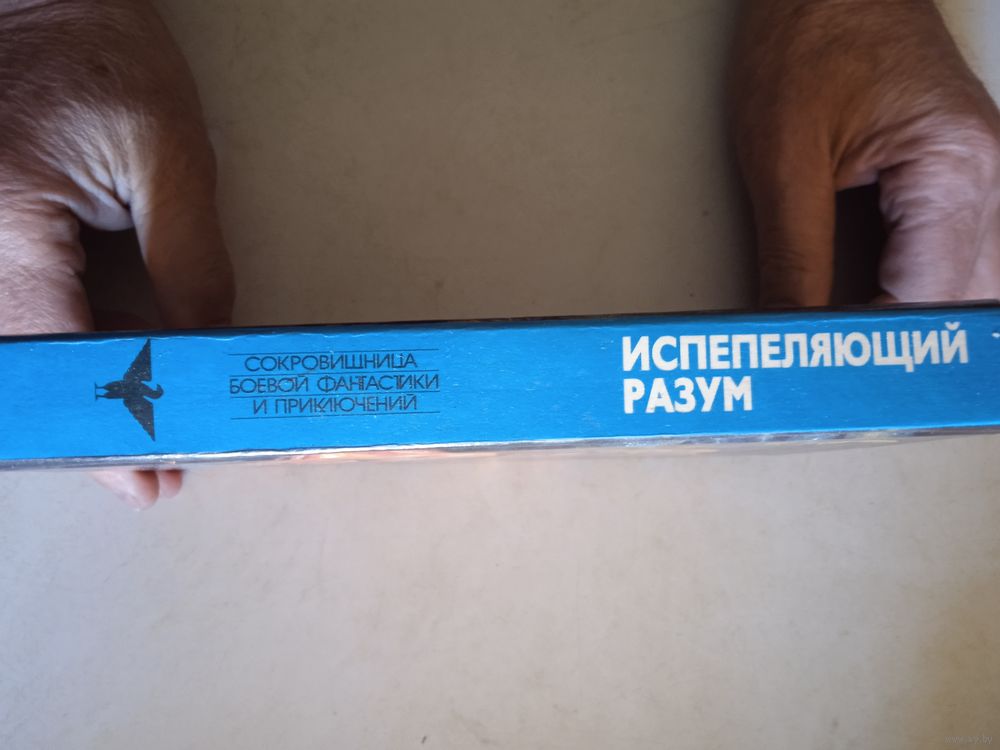 СОКРОВИЩНИЦА
БОЕВОЙ ФАНТАСТИКИ
И ПРИКЛЮЧЕНИЙ
ИСПЕПЕЛЯЮЩИЙ
РАЗУМ